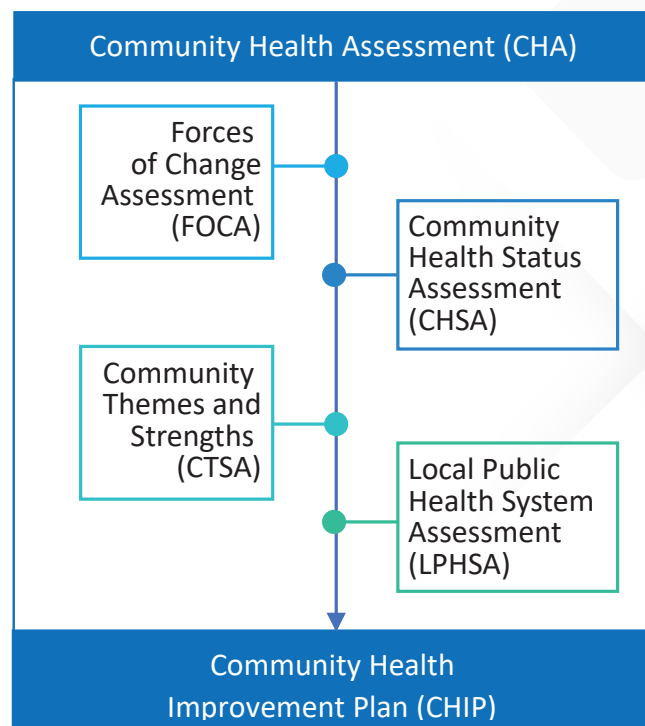 Community Health Assessment (CHA)
Forces
of Change
Assessment
(FOCA)
Community
Health Status
Assessment
(CHSA)
Community
Themes and
Strengths
(CTSA)
Local Public
Health System
Assessment
(LPHSA)
Community Health
Improvement Plan (CHIP)